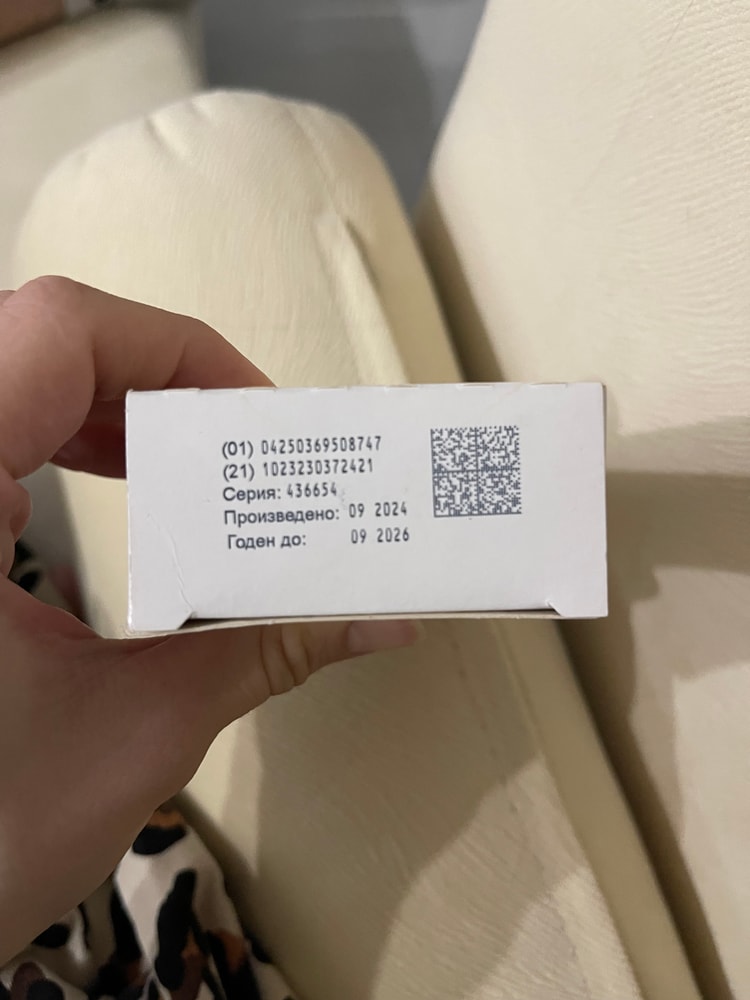 (01) 04250369508747
(21) 1023230372421
Серия: 436654
Произведено: 09 2024
Годен до: 09 2026